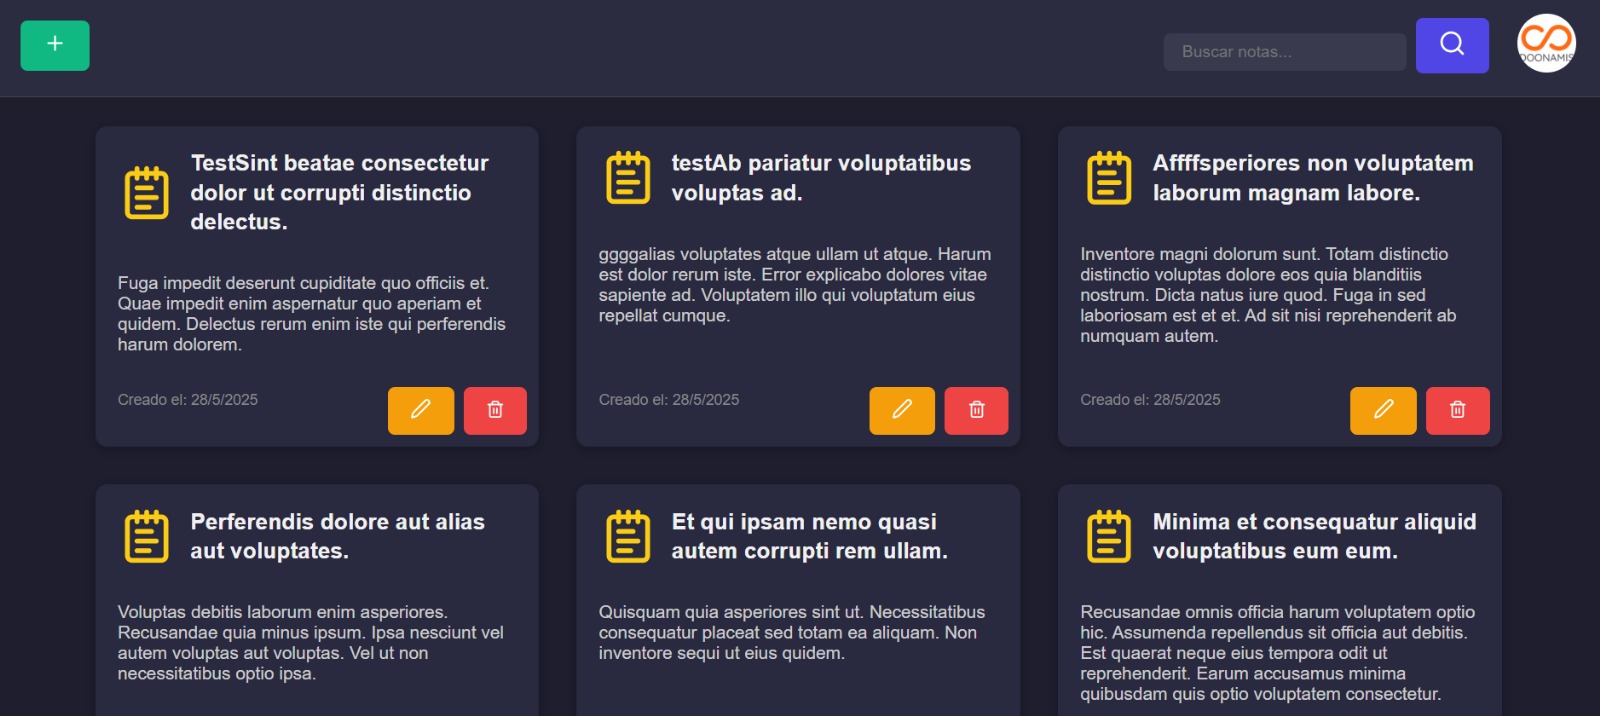 Buscar notas...
OOONAMIS
TestSint beatae consectetur
dolor ut corrupti distinctio
delectus.
Fuga impedit deserunt cupiditate quo officiis et.
Quae impedit enim aspernatur quo aperiam et
quidem. Delectus rerum enim iste qui perferendis
harum dolorem.
Creado el: 28/5/2025
testAb pariatur voluptatibus
voluptas ad.
ggggalias voluptates atque ullam ut atque. Harum
est dolor rerum iste. Error explicabo dolores vitae
sapiente ad. Voluptatem illo qui voluptatum eius
repellat cumque.
Creado el: 28/5/2025
Affffsperiores non voluptatem
laborum magnam labore.
Inventore magni dolorum sunt. Totam distinctio
distinctio voluptas dolore eos quia blanditiis
nostrum. Dicta natus iure quod. Fuga in sed
laboriosam est et et. Ad sit nisi reprehenderit ab
numquam autem.
Creado el: 28/5/2025
Perferendis dolore aut alias
aut voluptates.
Voluptas debitis laborum enim asperiores.
Recusandae quia minus ipsum. Ipsa nesciunt vel
autem voluptas aut voluptas. Vel ut non
necessitatibus optio ipsa.
Et qui ipsam nemo quasi
autem corrupti rem ullam.
Quisquam quia asperiores sint ut. Necessitatibus
consequatur placeat sed totam ea aliquam. Non
inventore sequi ut eius quidem.
Minima et consequatur aliquid
voluptatibus eum eum.
Recusandae omnis officia harum voluptatem optio
hic. Assumenda repellendus sit officia aut debitis.
Est quaerat neque eius tempora odit ut
reprehenderit. Earum accusamus minima
quibusdam quis optio voluptatem consectetur.